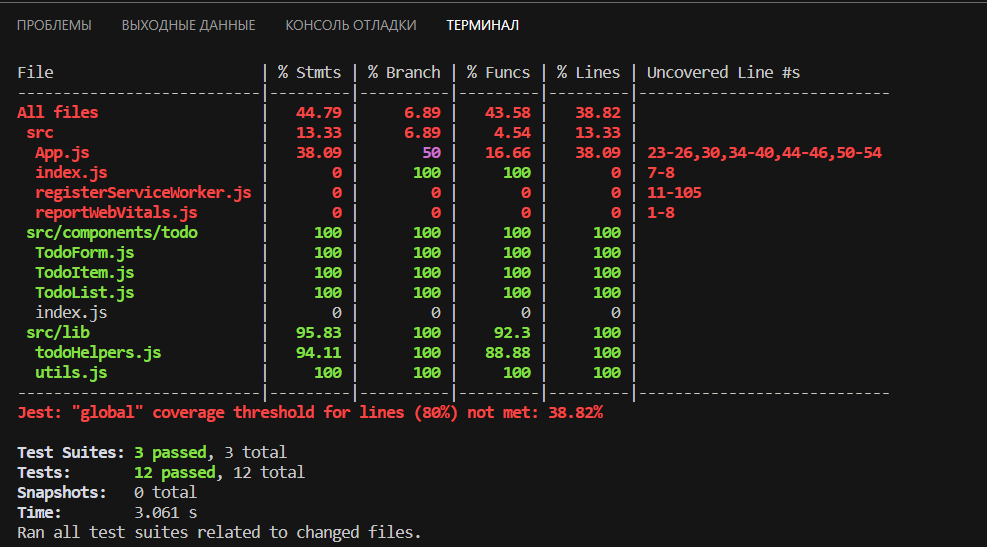 ПРОБЛЕМЫ ВЫХОДНЫЕ ДАННЫЕ КОНСОЛЬ ОТЛАДКИ ТЕРМИНАЛ
File                       | % Stmts | % Branch | % Funcs | % Lines | Uncovered Line #s
---------------------------|---------|----------|---------|---------|----------------------------
All files                  |   44.79 |     6.89 |   43.58 |   38.82 |
 src                       |   13.33 |     6.89 |    4.54 |   13.33 |
  App.js                   |   38.09 |       50 |   16.66 |   38.09 | 23-26,30,34-40,44-46,50-54
  index.js                 |       0 |      100 |     100 |       0 | 7-8
  registerServiceWorker.js |       0 |        0 |       0 |       0 | 11-105
  reportWebVitals.js       |       0 |        0 |       0 |       0 | 1-8
 src/components/todo       |     100 |      100 |     100 |     100 |
  TodoForm.js              |     100 |      100 |     100 |     100 |
  TodoItem.js              |     100 |      100 |     100 |     100 |
  TodoList.js              |     100 |      100 |     100 |     100 |
  index.js                 |       0 |        0 |       0 |       0 |
 src/lib                   |   95.83 |      100 |    92.3 |     100 |
  todoHelpers.js           |   94.11 |      100 |   88.88 |     100 |
  utils.js                 |     100 |      100 |     100 |     100 |
---------------------------|---------|----------|---------|---------|----------------------------
Jest: "global" coverage threshold for lines (80%) not met: 38.82%
Test Suites: 3 passed, 3 total
Tests:       12 passed, 12 total
Snapshots:   0 total
Time:        3.061 s
Ran all test suites related to changed files.